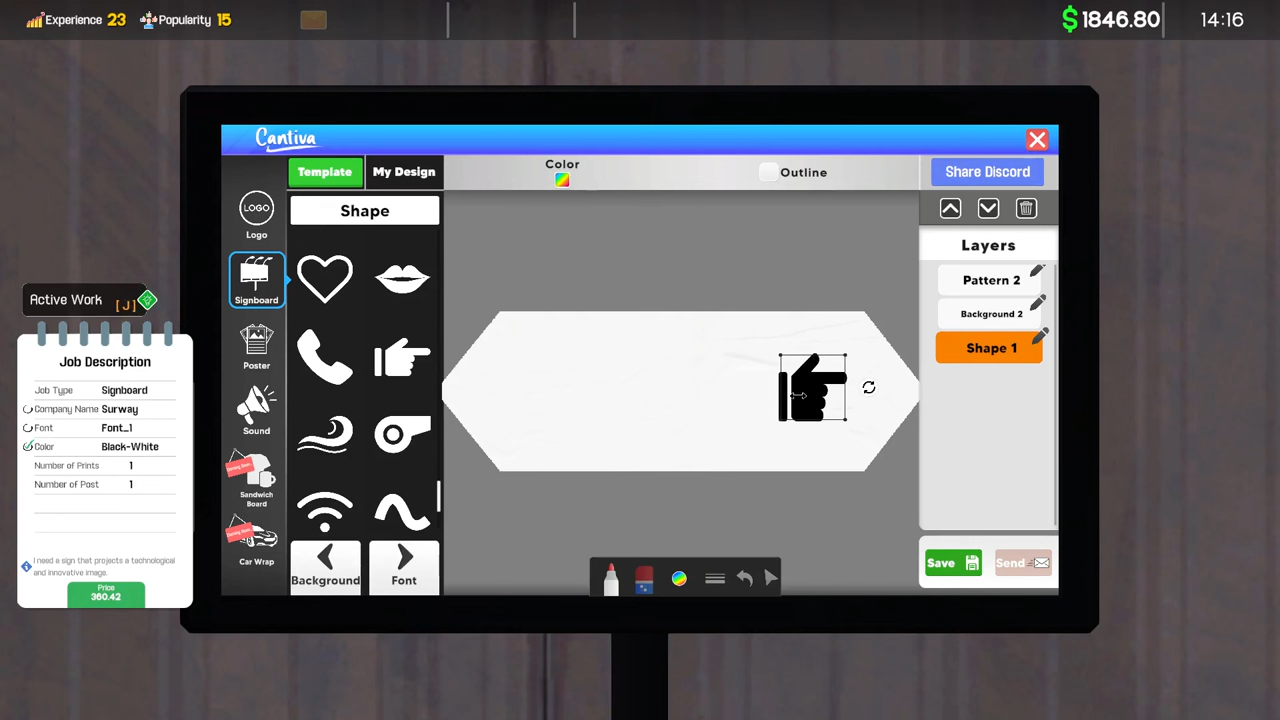 Experience 23 Popularity 15
$1846.80 14:16
Cantiva
Template My Design
Color
Outline
Share Discord
LOGO
Logo
Shape
Layers
Signboard
Pattern 2
Background 2
Shape 1
Active Work [J]
Job Description
Job Type Signboard
Company Name Surway
Font Font_1
Color Black-White
Number of Prints 1
Number of Post 1
I need a sign that projects a technological
and innovative image.
Price
360.42
Poster
Sound
Sandwich
Board
Car Wrap
Background
Font
Save
Send